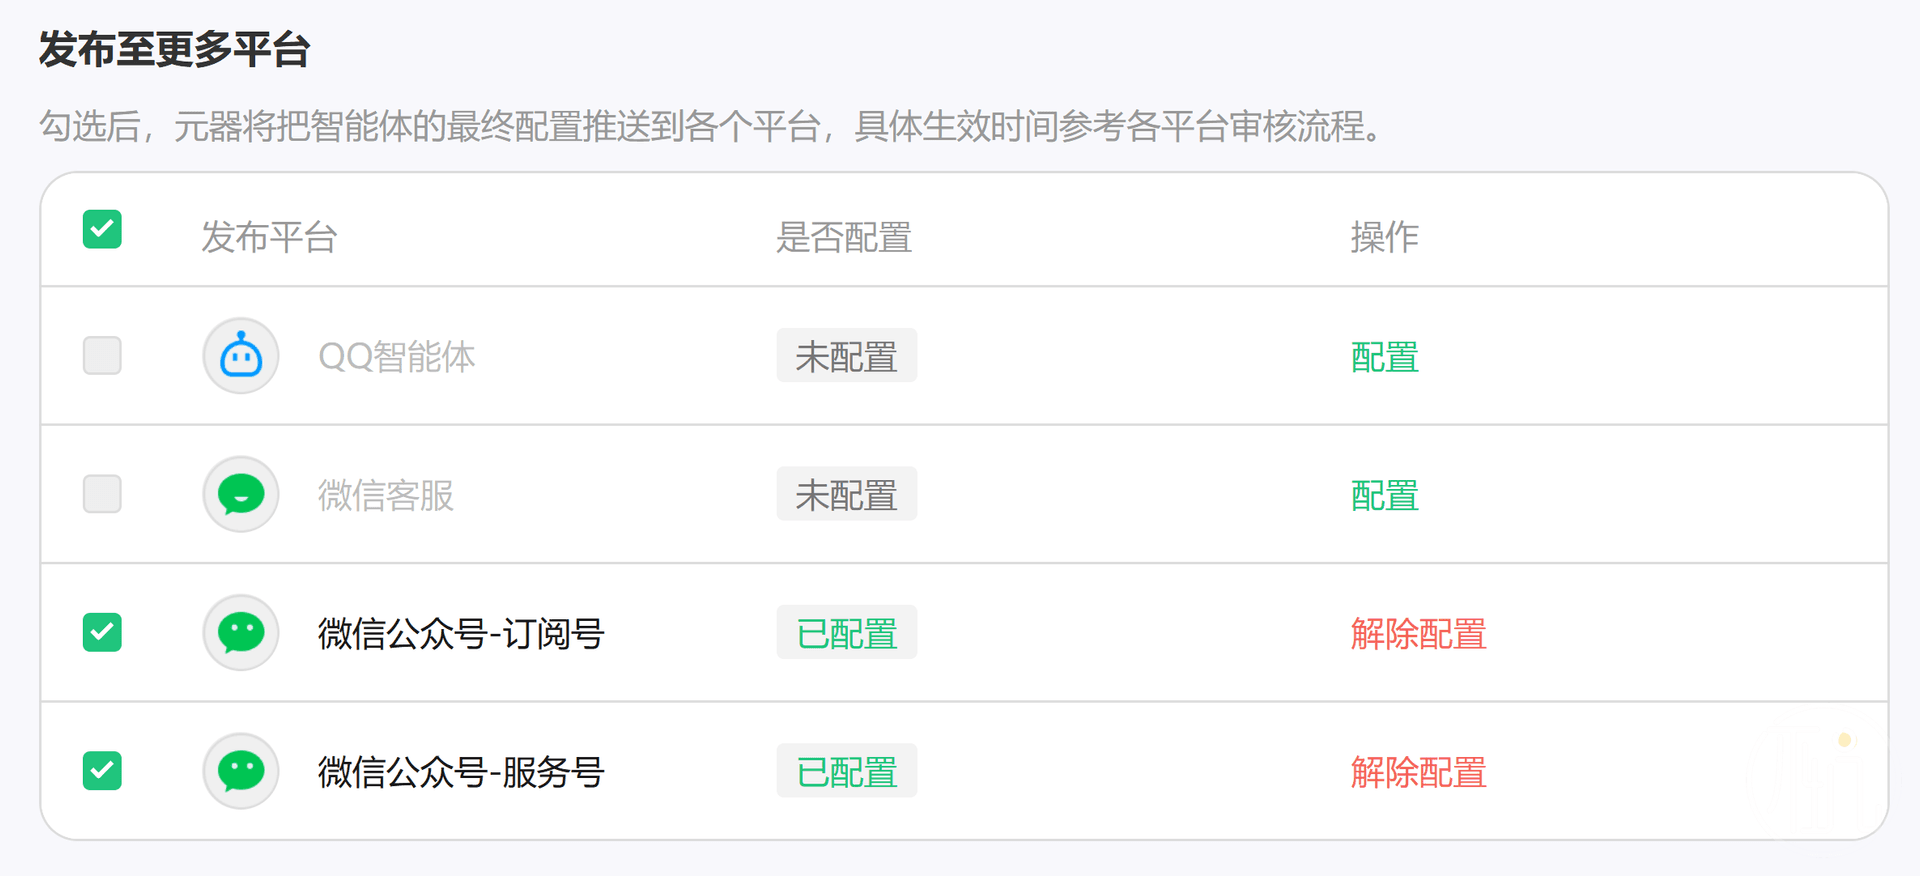 发布至更多平台
勾选后，元器将把智能体的最终配置推送到各个平台，具体生效时间参考各平台审核流程。
发布平台 是否配置 操作
QQ智能体 未配置 配置
微信客服 未配置 配置
微信公众号-订阅号 已配置 解除配置
微信公众号-服务号 已配置 解除配置